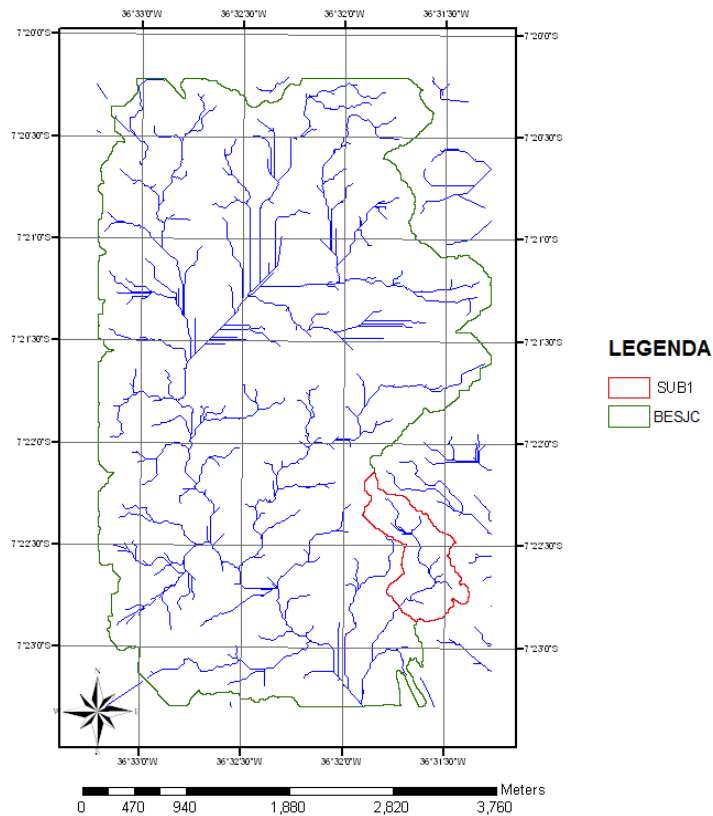 36°33'0"W 36°32'30"W 36°32'0"W 36°31'30"W
7°20'0"S 7°20'0"S
7°20'30"S 7°20'30"S
7°21'0"S 7°21'0"S
7°21'30"S 7°21'30"S
LEGENDA
SUB1
BESJC
7°22'0"S 7°22'0"S
7°22'30"S 7°22'30"S
7°23'0"S 7°23'0"S
N
W E
S
36°33'0"W 36°32'30"W 36°32'0"W 36°31'30"W
Meters
0 470 940 1,880 2,820 3,760